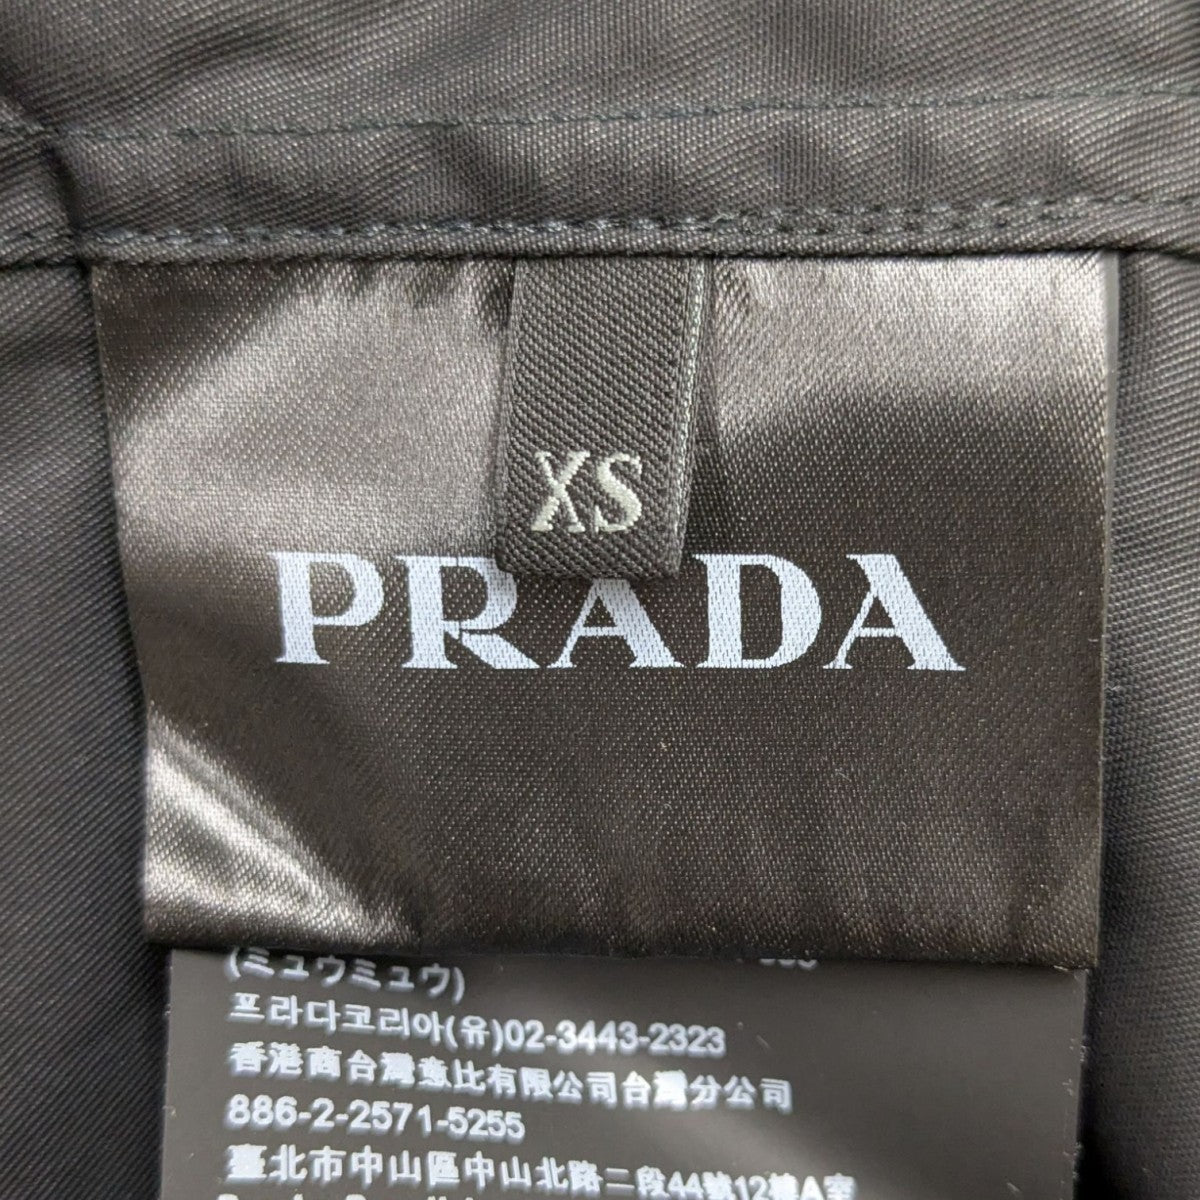 XS
PRADA
(ミュウミュウ)
프라다코리아(유)02-3443-2323
香港商台灣意比有限公司台灣分公司
886-2-2571-5255
臺北市中山區中山北路二段44號12樓A室